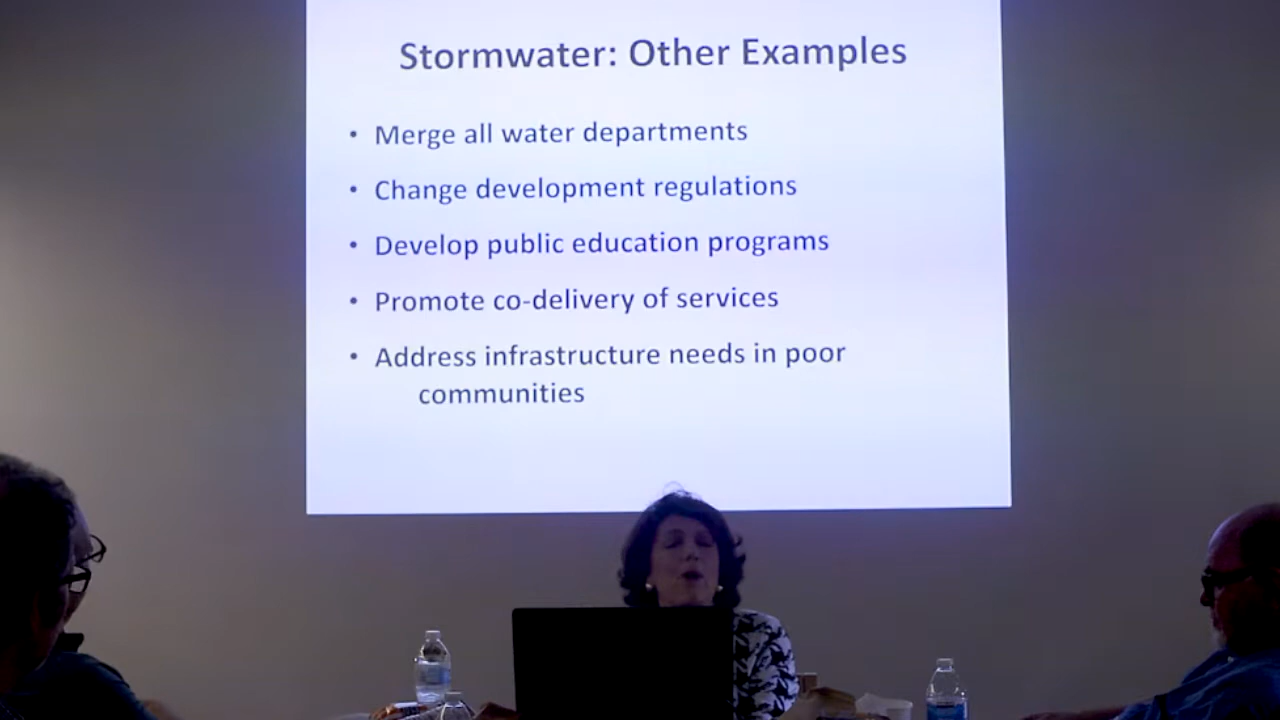 Stormwater: Other Examples
• Merge all water departments
• Change development regulations
• Develop public education programs
• Promote co-delivery of services
• Address infrastructure needs in poor
communities